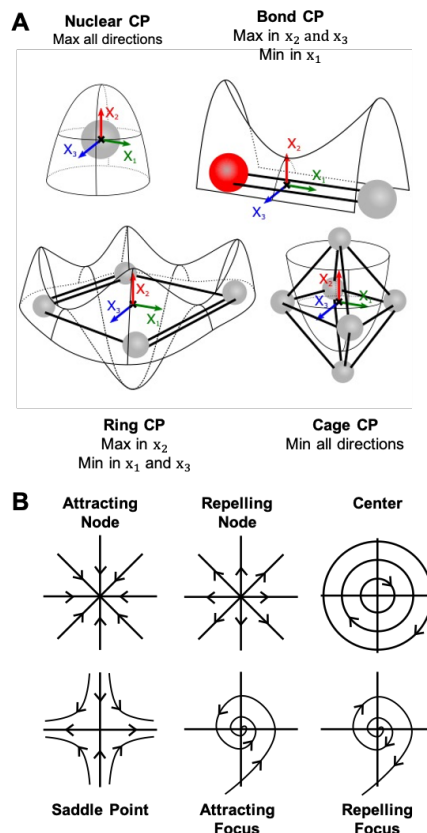 A
Nuclear CP
Max all directions
Bond CP
Max in x₂ and x₃
Min in x₁
X₂
X₃
X₁
X₂
X₁
X₃
X₂
X₃
X₁
X₂
X₃
X₁
Ring CP
Max in x₂
Min in x₁ and x₃
Cage CP
Min all directions
B
Attracting
Node
Repelling
Node
Center
Saddle Point
Attracting
Focus
Repelling
Focus